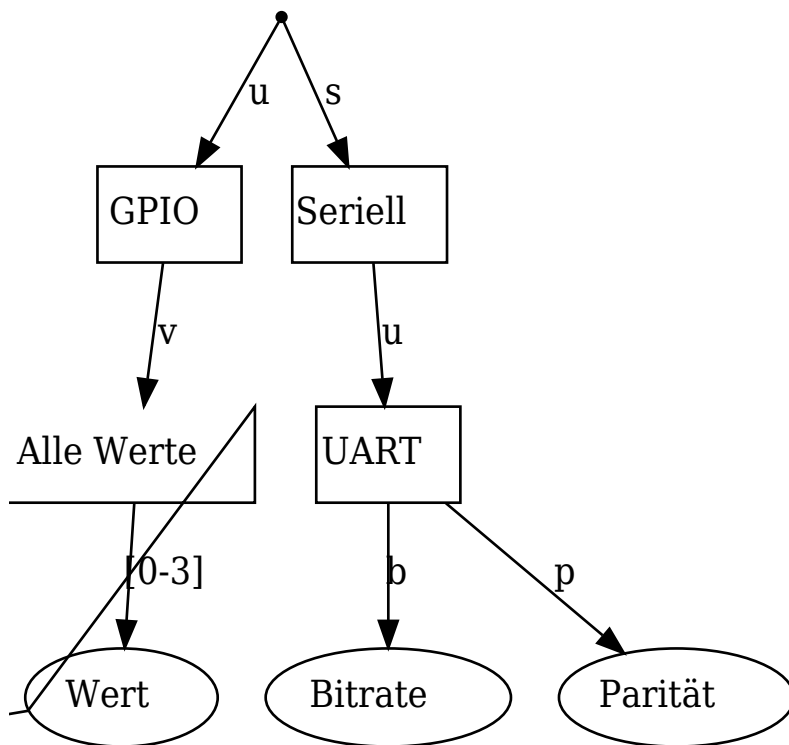 u
s
GPIO
Seriell
v
u
Alle Werte
UART
[0-3]
b
p
Wert
Bitrate
Parität